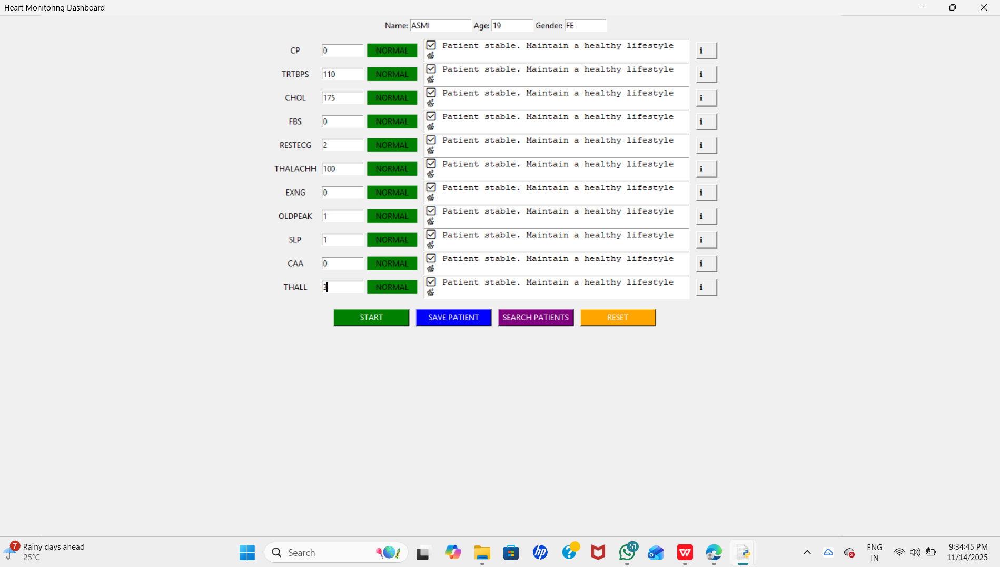 Heart Monitoring Dashboard
Name: ASMI Age: 19 Gender: FE
CP 0 NORMAL Patient stable. Maintain a healthy lifestyle i
TRTBPS 110 NORMAL Patient stable. Maintain a healthy lifestyle i
CHOL 175 NORMAL Patient stable. Maintain a healthy lifestyle i
FBS 0 NORMAL Patient stable. Maintain a healthy lifestyle i
RESTECG 2 NORMAL Patient stable. Maintain a healthy lifestyle i
THALACHH 100 NORMAL Patient stable. Maintain a healthy lifestyle i
EXNG 0 NORMAL Patient stable. Maintain a healthy lifestyle i
OLDPEAK 1 NORMAL Patient stable. Maintain a healthy lifestyle i
SLP 1 NORMAL Patient stable. Maintain a healthy lifestyle i
CAA 0 NORMAL Patient stable. Maintain a healthy lifestyle i
THALL 3 NORMAL Patient stable. Maintain a healthy lifestyle i
START SAVE PATIENT SEARCH PATIENTS RESET
7 Rainy days ahead
25°C
Search
hp
?
51
O
W
ENG
IN
9:34:45 PM
11/14/2025